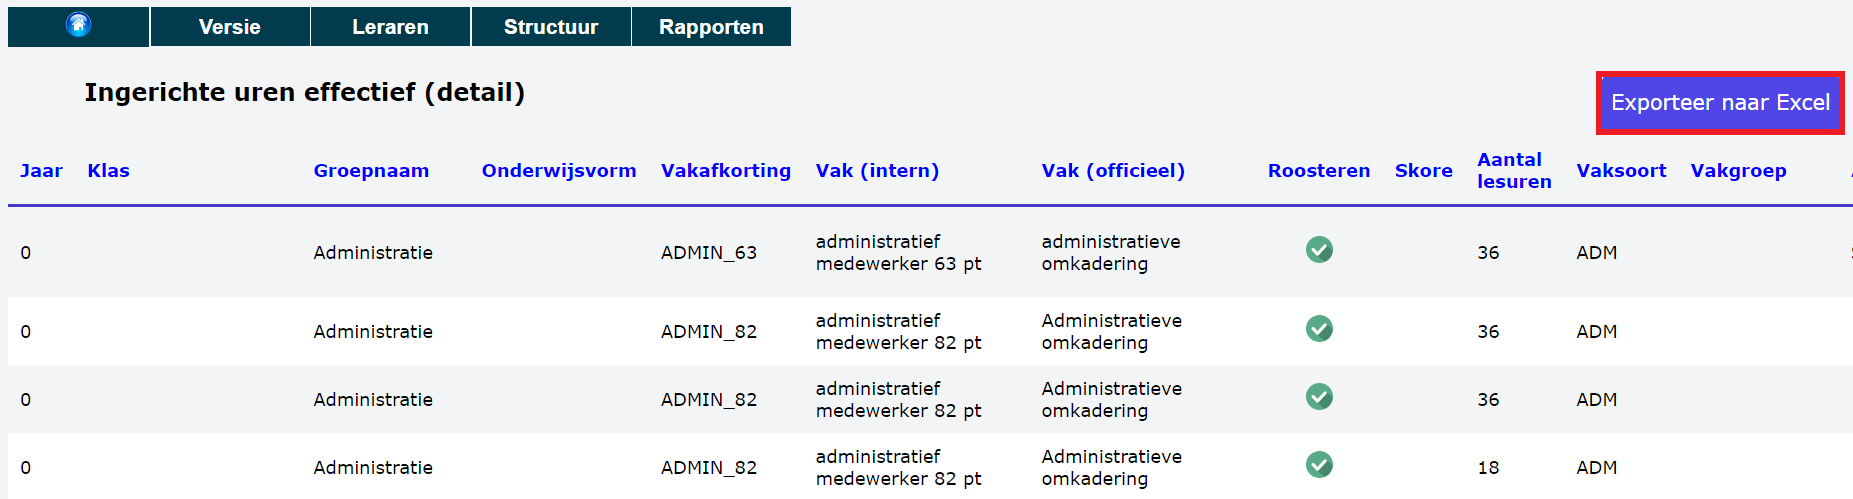 Versie Leraren Structuur Rapporten
Ingerichte uren effectief (detail)
Exporteer naar Excel
Jaar Klas Groepnaam Onderwijsvorm Vakafkorting Vak (intern) Vak (officieel) Roosteren Skore Aantal lesuren Vaksoort Vakgroep
0 Administratie ADMIN_63 administratief medewerker 63 pt administratieve omkadering 36 ADM
0 Administratie ADMIN_82 administratief medewerker 82 pt Administratieve omkadering 36 ADM
0 Administratie ADMIN_82 administratief medewerker 82 pt Administratieve omkadering 36 ADM
0 Administratie ADMIN_82 administratief medewerker 82 pt Administratieve omkadering 18 ADM